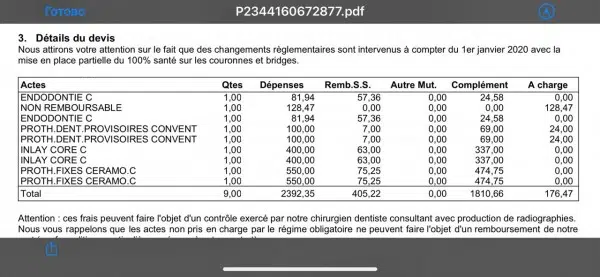 Готово
P2344160672877.pdf
3. Détails du devis
Nous attirons votre attention sur le fait que des changements réglementaires sont intervenus à compter du 1er janvier 2020 avec la
mise en place partielle du 100% santé sur les couronnes et bridges.
Actes Qtes Dépenses Remb.S.S. Autre Mut. Complément A charge
ENDODONTIE C 1,00 81,94 57,36 0,00 24,58 0,00
NON REMBOURSABLE 1,00 128,47 0,00 0,00 0,00 128,47
ENDODONTIE C 1,00 81,94 57,36 0,00 24,58 0,00
PROTH.DENT.PROVISOIRES CONVENT 1,00 100,00 7,00 0,00 69,00 24,00
PROTH.DENT.PROVISOIRES CONVENT 1,00 100,00 7,00 0,00 69,00 24,00
INLAY CORE C 1,00 400,00 63,00 0,00 337,00 0,00
INLAY CORE C 1,00 400,00 63,00 0,00 337,00 0,00
PROTH.FIXES CERAMO.C 1,00 550,00 75,25 0,00 474,75 0,00
PROTH.FIXES CERAMO.C 1,00 550,00 75,25 0,00 474,75 0,00
Total 9,00 2392,35 405,22 0,00 1810,66 176,47
Attention : ces frais peuvent faire l'objet d'un contrôle exercé par notre chirurgien dentiste consultant avec production de radiographies.
Nous vous rappelons que les actes non pris en charge par le régime obligatoire ne peuvent faire l'objet d'un remboursement de notre